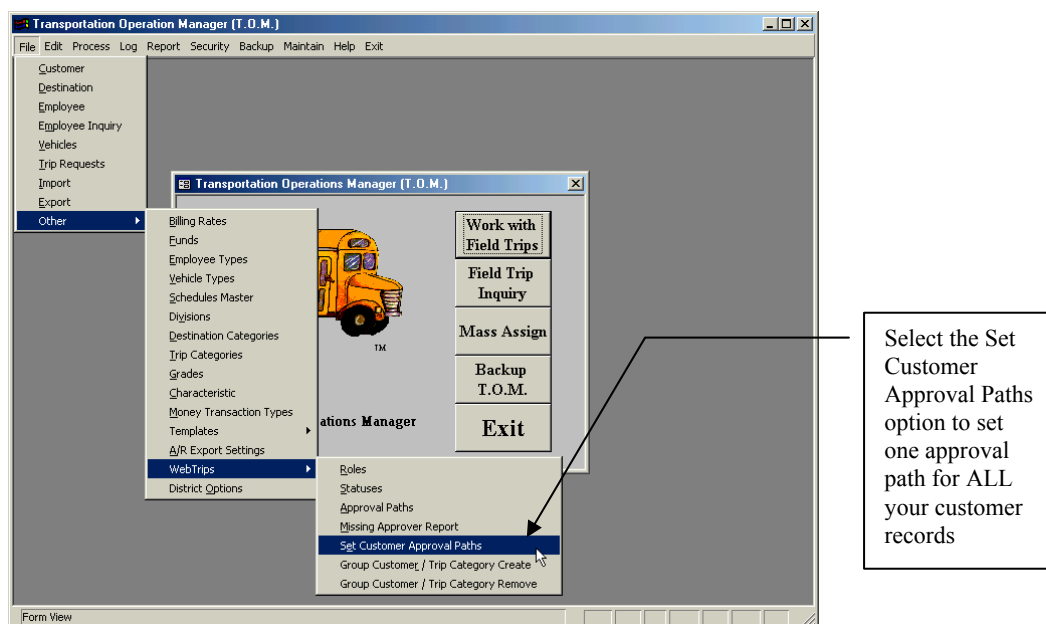 Transportation Operation Manager (T.O.M.)
File Edit Process Log Report Security Backup Maintain Help Exit
Customer
Destination
Employee
Employee Inquiry
Vehicles
Trip Requests
Import
Export
Other
Billing Rates
Funds
Employee Types
Vehicle Types
Schedules Master
Divisions
Destination Categories
Trip Categories
Grades
Characteristic
Money Transaction Types
Templates
A/R Export Settings
WebTrips
District Options
Roles
Statuses
Approval Paths
Missing Approver Report
Set Customer Approval Paths
Group Customer / Trip Category Create
Group Customer / Trip Category Remove
Transportation Operations Manager (T.O.M.)
TM
ations Manager
Work with
Field Trips
Field Trip
Inquiry
Mass Assign
Backup
T.O.M.
Exit
Form View
Select the Set
Customer
Approval Paths
option to set
one approval
path for ALL
your customer
records